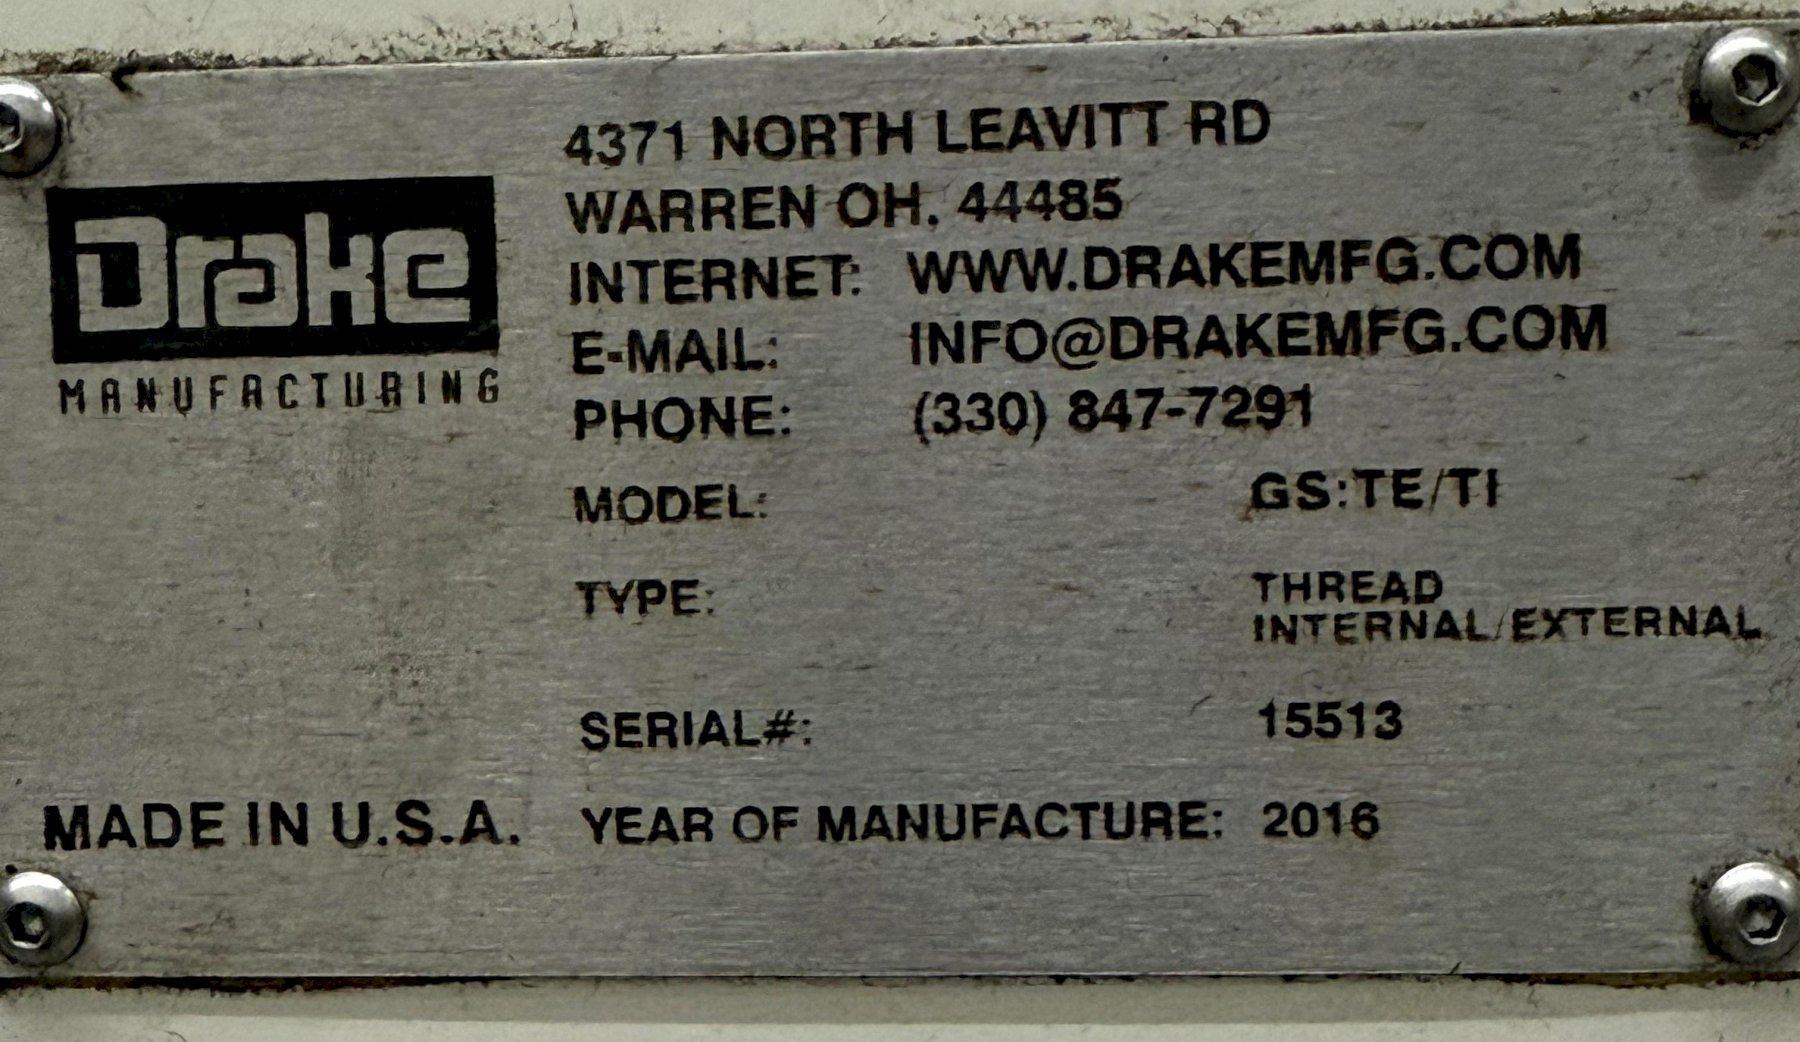 Drake
MANUFACTURING
4371 NORTH LEAVITT RD
WARREN OH, 44485
INTERNET: WWW.DRAKEMFG.COM
E-MAIL: INFO@DRAKEMFG.COM
PHONE: (330) 847-7291
MODEL: GS:TE/TI
TYPE: THREAD
INTERNAL/EXTERNAL
SERIAL#: 15513
MADE IN U.S.A. YEAR OF MANUFACTURE: 2016